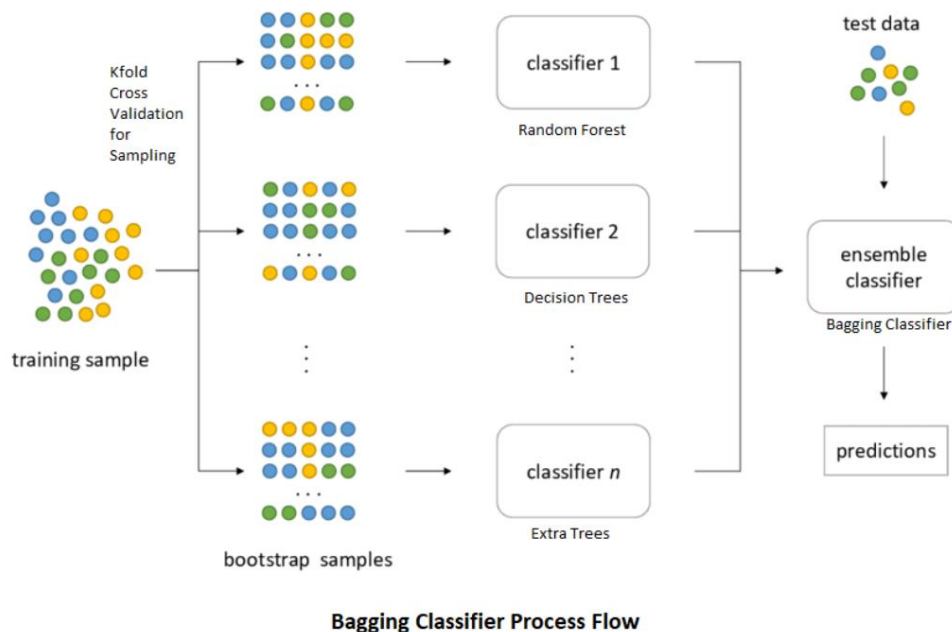 Kfold
Cross
Validation
for
Sampling
training sample
...
classifier 1
Random Forest
...
classifier 2
Decision Trees
...
classifier n
Extra Trees
bootstrap samples
test data
ensemble
classifier
Bagging Classifier
predictions
Bagging Classifier Process Flow